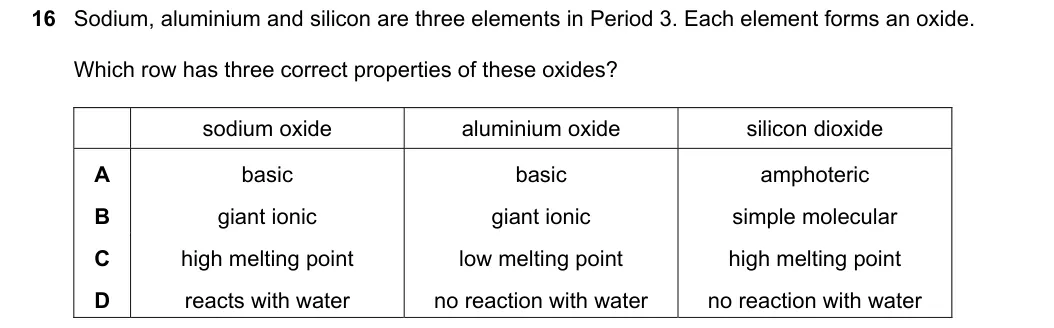 16 Sodium, aluminium and silicon are three elements in Period 3. Each element forms an oxide.
Which row has three correct properties of these oxides?
sodium oxide aluminium oxide silicon dioxide
A basic basic amphoteric
B giant ionic giant ionic simple molecular
C high melting point low melting point high melting point
D reacts with water no reaction with water no reaction with water